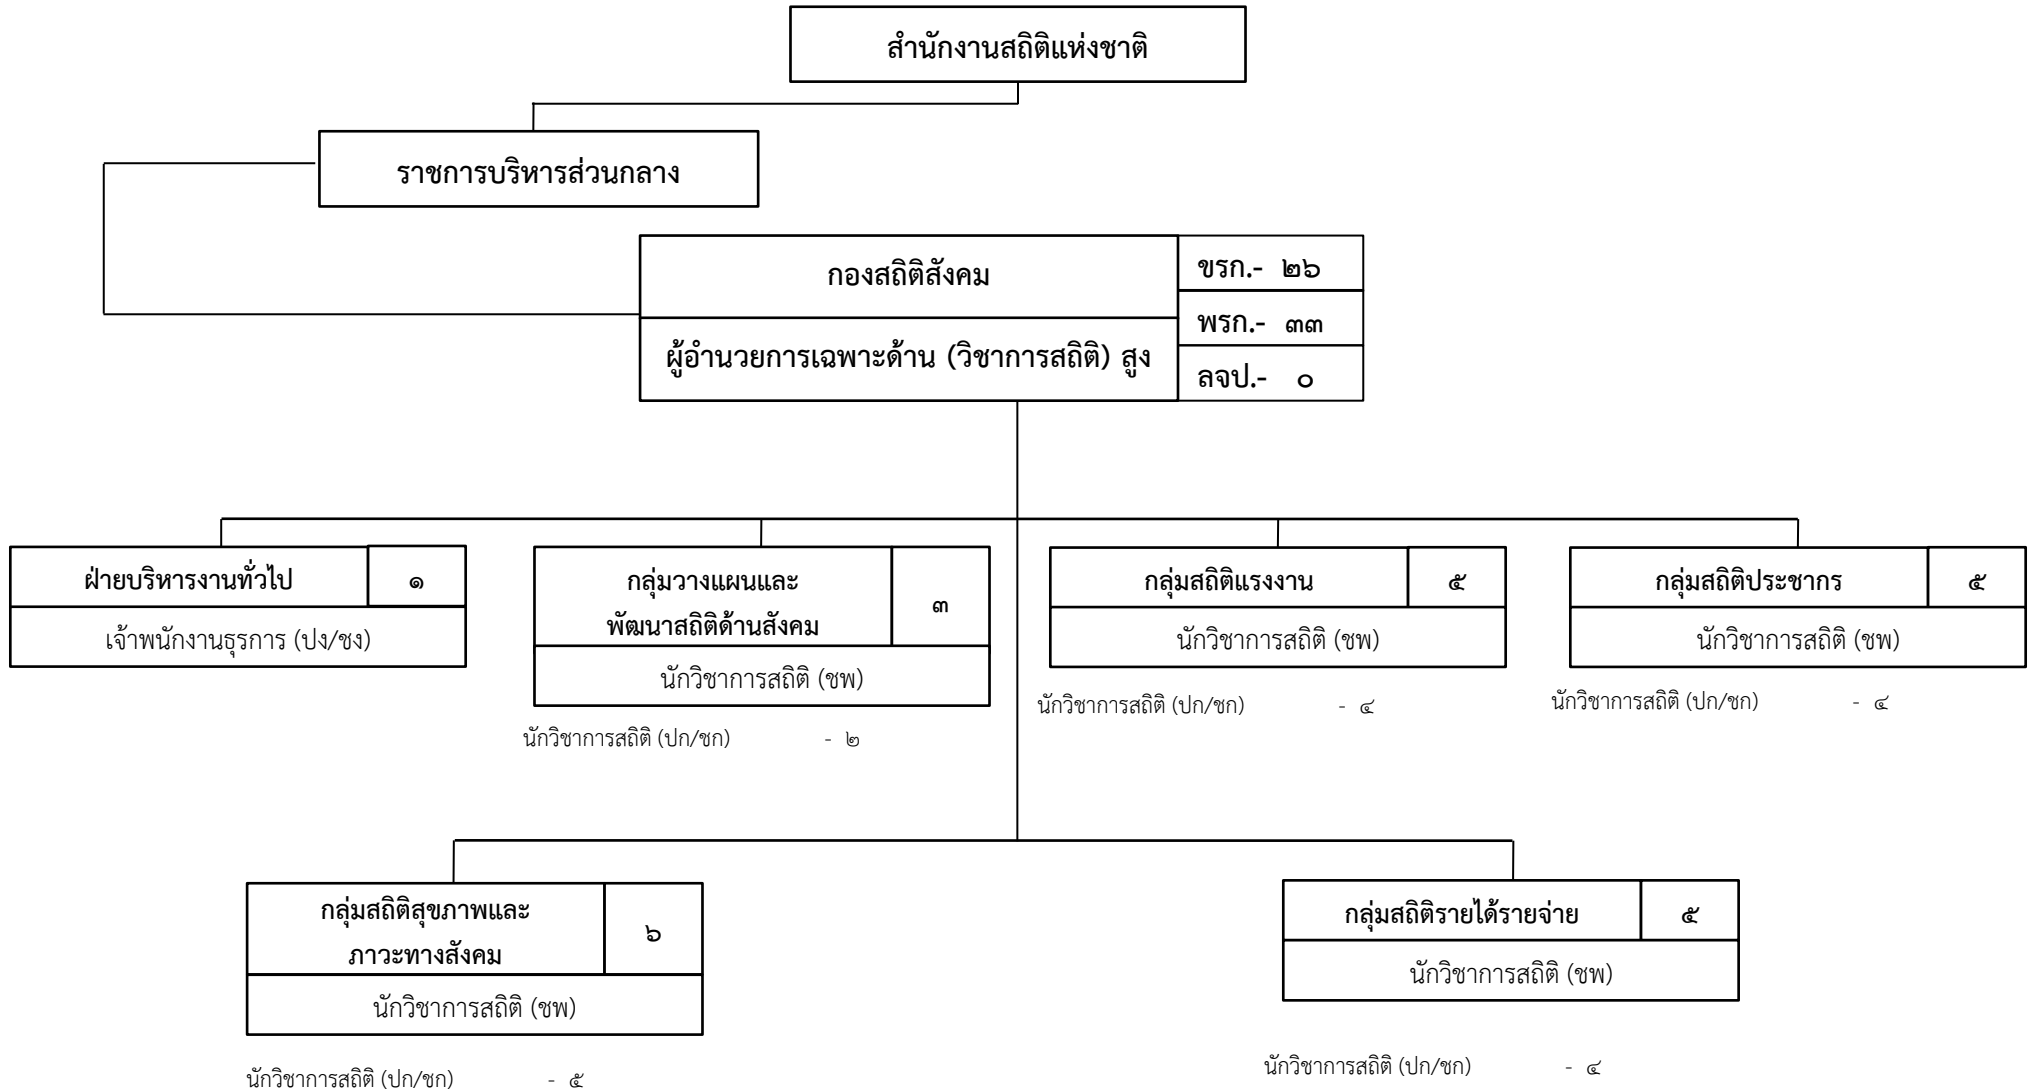 สำนักงานสถิติแห่งชาติ
ราชการบริหารส่วนกลาง
กองสถิติสังคม
ผู้อำนวยการเฉพาะด้าน (วิชาการสถิติ) สูง
ขรก.- ๒๖
พรก.- ๓๓
ลจป.- ๐
ฝ่ายบริหารงานทั่วไป ๑
เจ้าพนักงานธุรการ (ปง/ชง)
กลุ่มวางแผนและ
พัฒนาสถิติด้านสังคม
๓
นักวิชาการสถิติ (ชพ)
นักวิชาการสถิติ (ปก/ชก) - ๒
กลุ่มสถิติแรงงาน ๕
นักวิชาการสถิติ (ชพ)
นักวิชาการสถิติ (ปก/ชก) - ๔
กลุ่มสถิติประชากร ๕
นักวิชาการสถิติ (ชพ)
นักวิชาการสถิติ (ปก/ชก) - ๔
กลุ่มสถิติสุขภาพและ
ภาวะทางสังคม
๖
นักวิชาการสถิติ (ชพ)
นักวิชาการสถิติ (ปก/ชก) - ๕
กลุ่มสถิติรายได้รายจ่าย ๕
นักวิชาการสถิติ (ชพ)
นักวิชาการสถิติ (ปก/ชก) - ๔